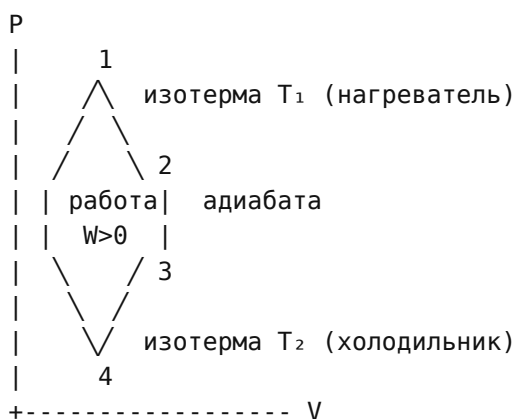 P
1
изотерма T₁ (нагреватель)
2
работа адиабата
W>0
3
изотерма T₂ (холодильник)
4
V